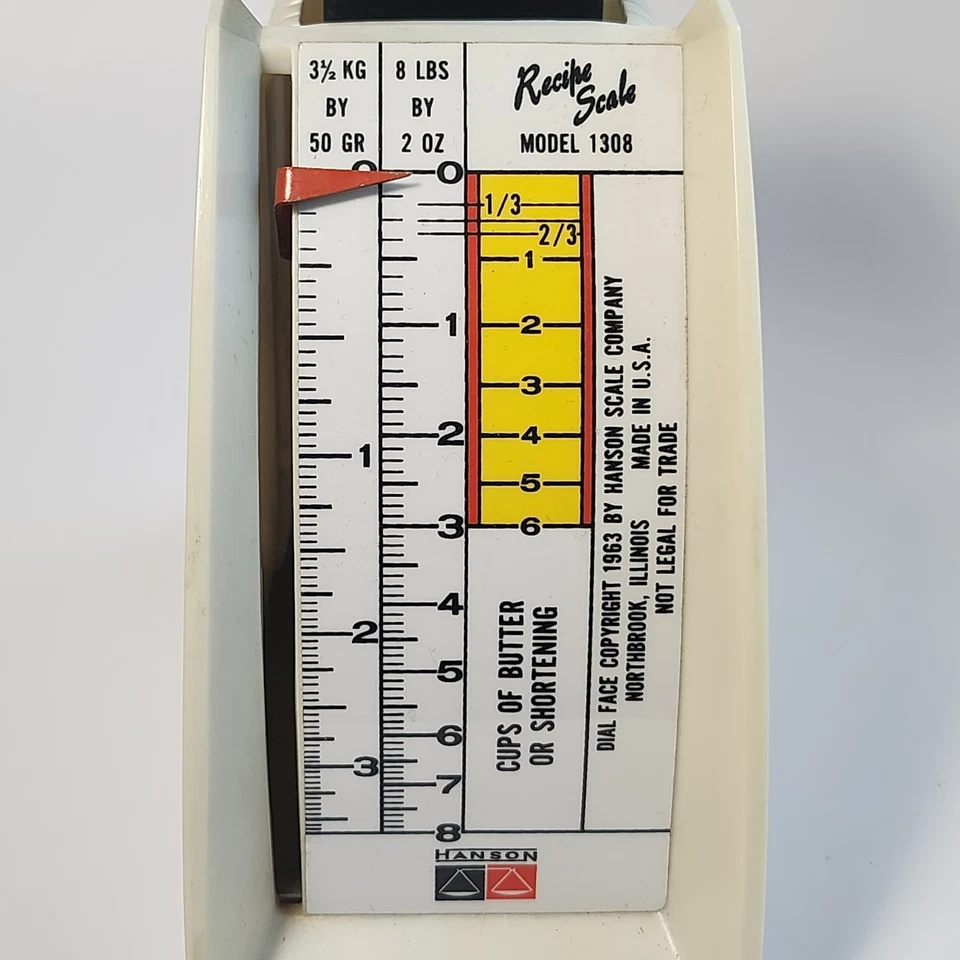 3½ KG
BY
50 GR
8 LBS
BY
2 OZ
Recipe
Scale
MODEL 1308
0
1
2
3
0
1
2
3
4
5
6
7
8
1/3
2/3
1
2
3
4
5
6
CUPS OF BUTTER
OR SHORTENING
DIAL FACE COPYRIGHT 1963 BY HANSON SCALE COMPANY
NORTHBROOK, ILLINOIS MADE IN U.S.A.
NOT LEGAL FOR TRADE
HANSON